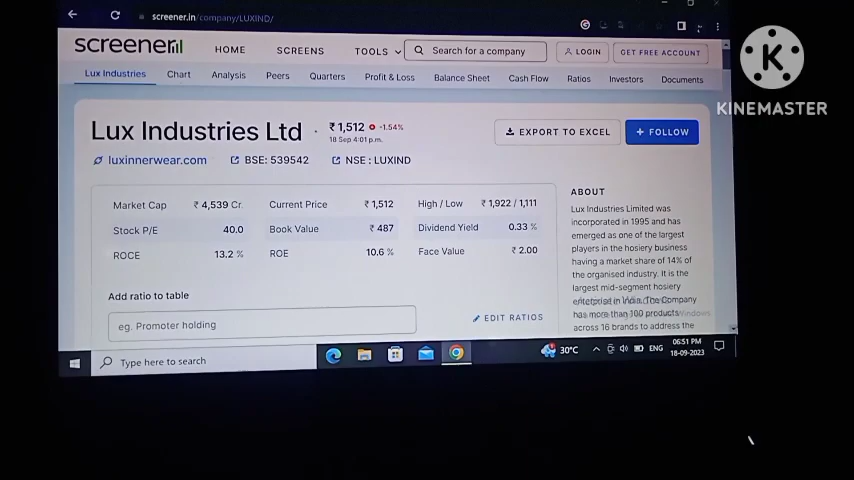 screener.in/company/LUXIND/
screener
HOME
SCREENS
TOOLS
Search for a company
LOGIN
GET FREE ACCOUNT
Lux Industries
Chart
Analysis
Peers
Quarters
Profit & Loss
Balance Sheet
Cash Flow
Ratios
Investors
Documents
KINEMASTER
Lux Industries Ltd
₹ 1,512 -1.54%
18 Sep 4:01 p.m.
EXPORT TO EXCEL
+ FOLLOW
luxinnerwear.com
BSE: 539542
NSE : LUXIND
Market Cap ₹ 4,539 Cr.
Current Price ₹ 1,512
High / Low ₹ 1,922 / 1,111
Stock P/E 40.0
Book Value ₹ 487
Dividend Yield 0.33 %
ROCE 13.2 %
ROE 10.6 %
Face Value ₹ 2.00
Add ratio to table
eg. Promoter holding
EDIT RATIOS
ABOUT
Lux Industries Limited was
incorporated in 1995 and has
emerged as one of the largest
players in the hosiery business
having a market share of 14% of
the organised industry. It is the
largest mid-segment hosiery
enterprise in India. The Company
has more than 100 products
across 16 brands to address the
Type here to search
30°C
ENG
06:51 PM
18-09-2023